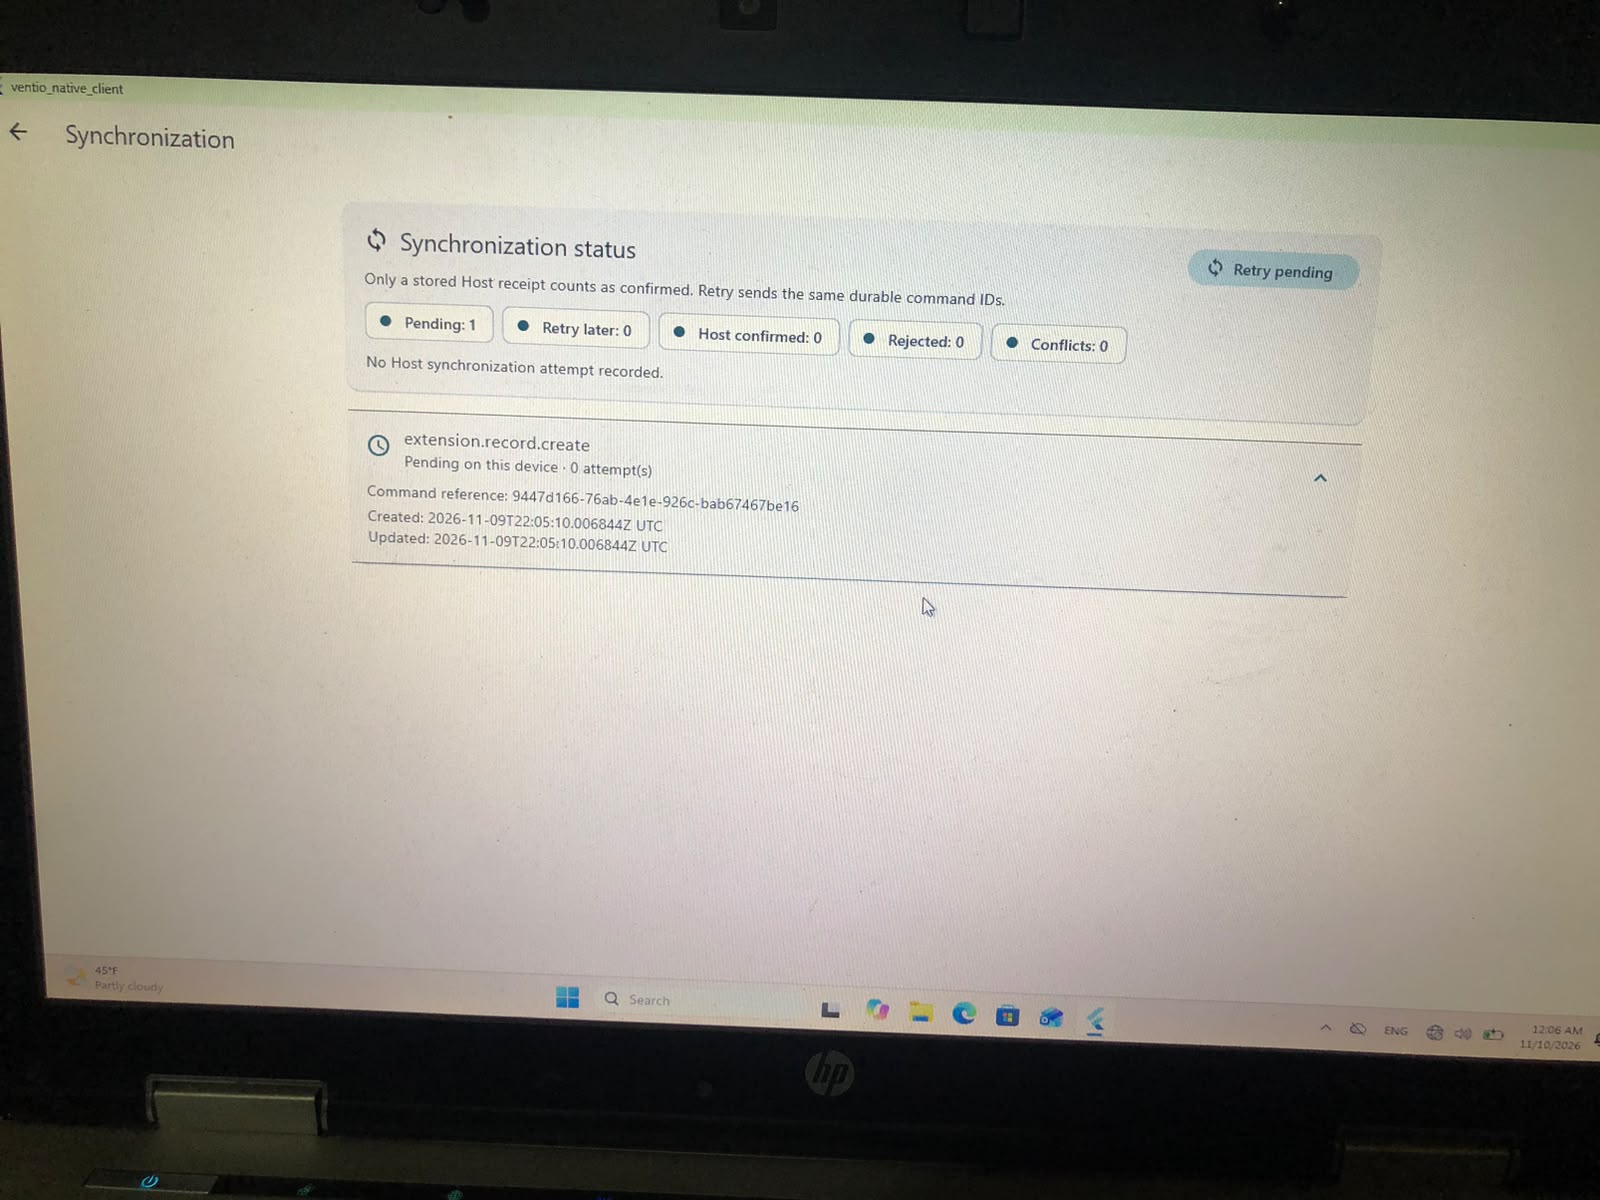 ventio_native_client
Synchronization
Synchronization status
Retry pending
Only a stored Host receipt counts as confirmed. Retry sends the same durable command IDs.
Pending: 1
Retry later: 0
Host confirmed: 0
Rejected: 0
Conflicts: 0
No Host synchronization attempt recorded.
extension.record.create
Pending on this device · 0 attempt(s)
Command reference: 9447d166-76ab-4e1e-926c-bab67467be16
Created: 2026-11-09T22:05:10.006844Z UTC
Updated: 2026-11-09T22:05:10.006844Z UTC
45°F
Partly cloudy
Search
ENG
12:06 AM
11/10/2026
hp